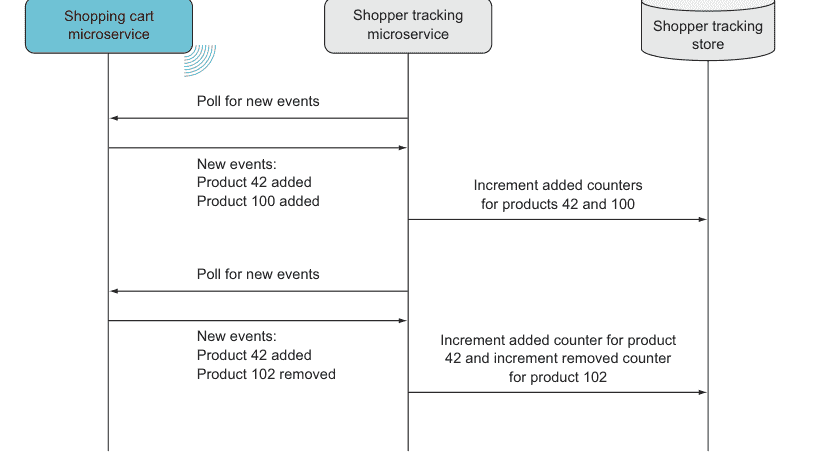 Shopping cart
microservice
Shopper tracking
microservice
Shopper tracking
store
Poll for new events
New events:
Product 42 added
Product 100 added
Increment added counters
for products 42 and 100
Poll for new events
New events:
Product 42 added
Product 102 removed
Increment added counter for product
42 and increment removed counter
for product 102